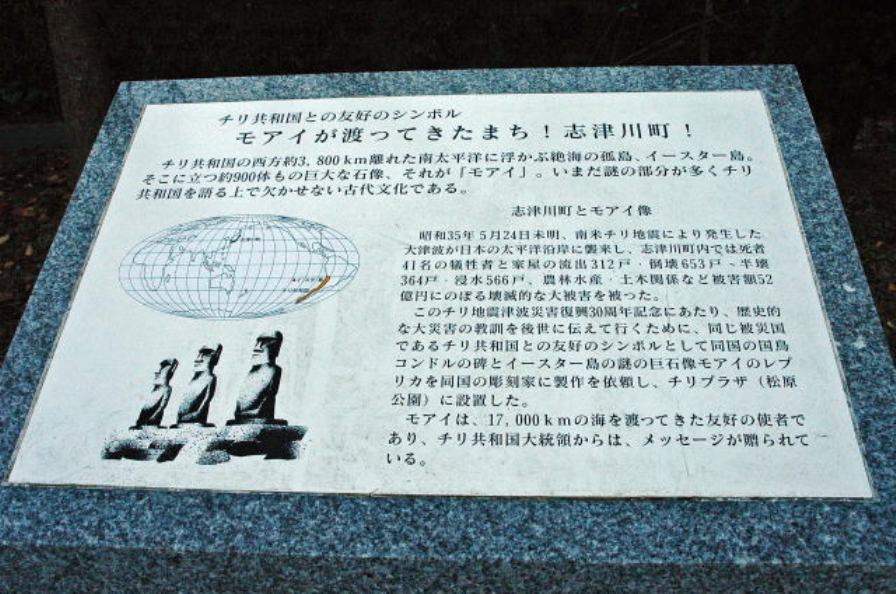 チリ共和国との友好のシンボル
モアイが渡ってきたまち!志津川町!
チリ共和国の西方約3,800km離れた南太平洋に浮かぶ絶海の孤島、イースター島。
そこに立つ約900体もの巨大な石像、それが「モアイ」。いまだ謎の部分が多くチリ
共和国を語る上で欠かせない古代文化である。
志津川町とモアイ像
昭和35年5月24日未明、南米チリ地震により発生した
大津波が日本の太平洋沿岸に襲来し、志津川町内では死者
41名の犠牲者と家屋の流出312戸・倒壊653戸・半壊
364戸・浸水566戸、農林水産・土木関係など被害額52
億円にのぼる壊滅的な大被害を被った。
このチリ地震津波災害復興30周年記念にあたり、歴史的
な大災害の教訓を後世に伝えて行くために、同じ被災国
であるチリ共和国との友好のシンボルとして同国の国鳥
コンドルの碑とイースター島の謎の巨石像モアイのレプ
リカを同国の彫刻家に製作を依頼し、チリプラザ(松原
公園)に設置した。
モアイは、17,000kmの海を渡ってきた友好の使者で
あり、チリ共和国大統領からは、メッセージが贈られて
いる。